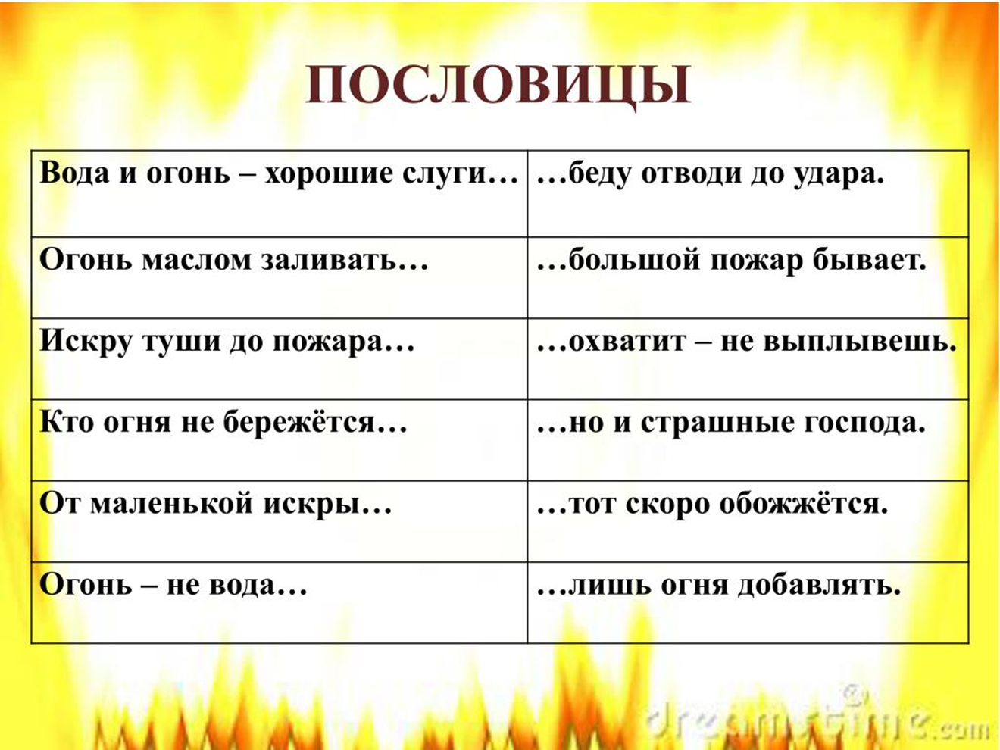 ПОСЛОВИЦЫ
Вода и огонь – хорошие слуги… …беду отводи до удара.
Огонь маслом заливать… …большой пожар бывает.
Искру туши до пожара… …охватит – не выплывешь.
Кто огня не бережётся… …но и страшные господа.
От маленькой искры… …тот скоро обожжётся.
Огонь – не вода… …лишь огня добавлять.
dreamstime.com